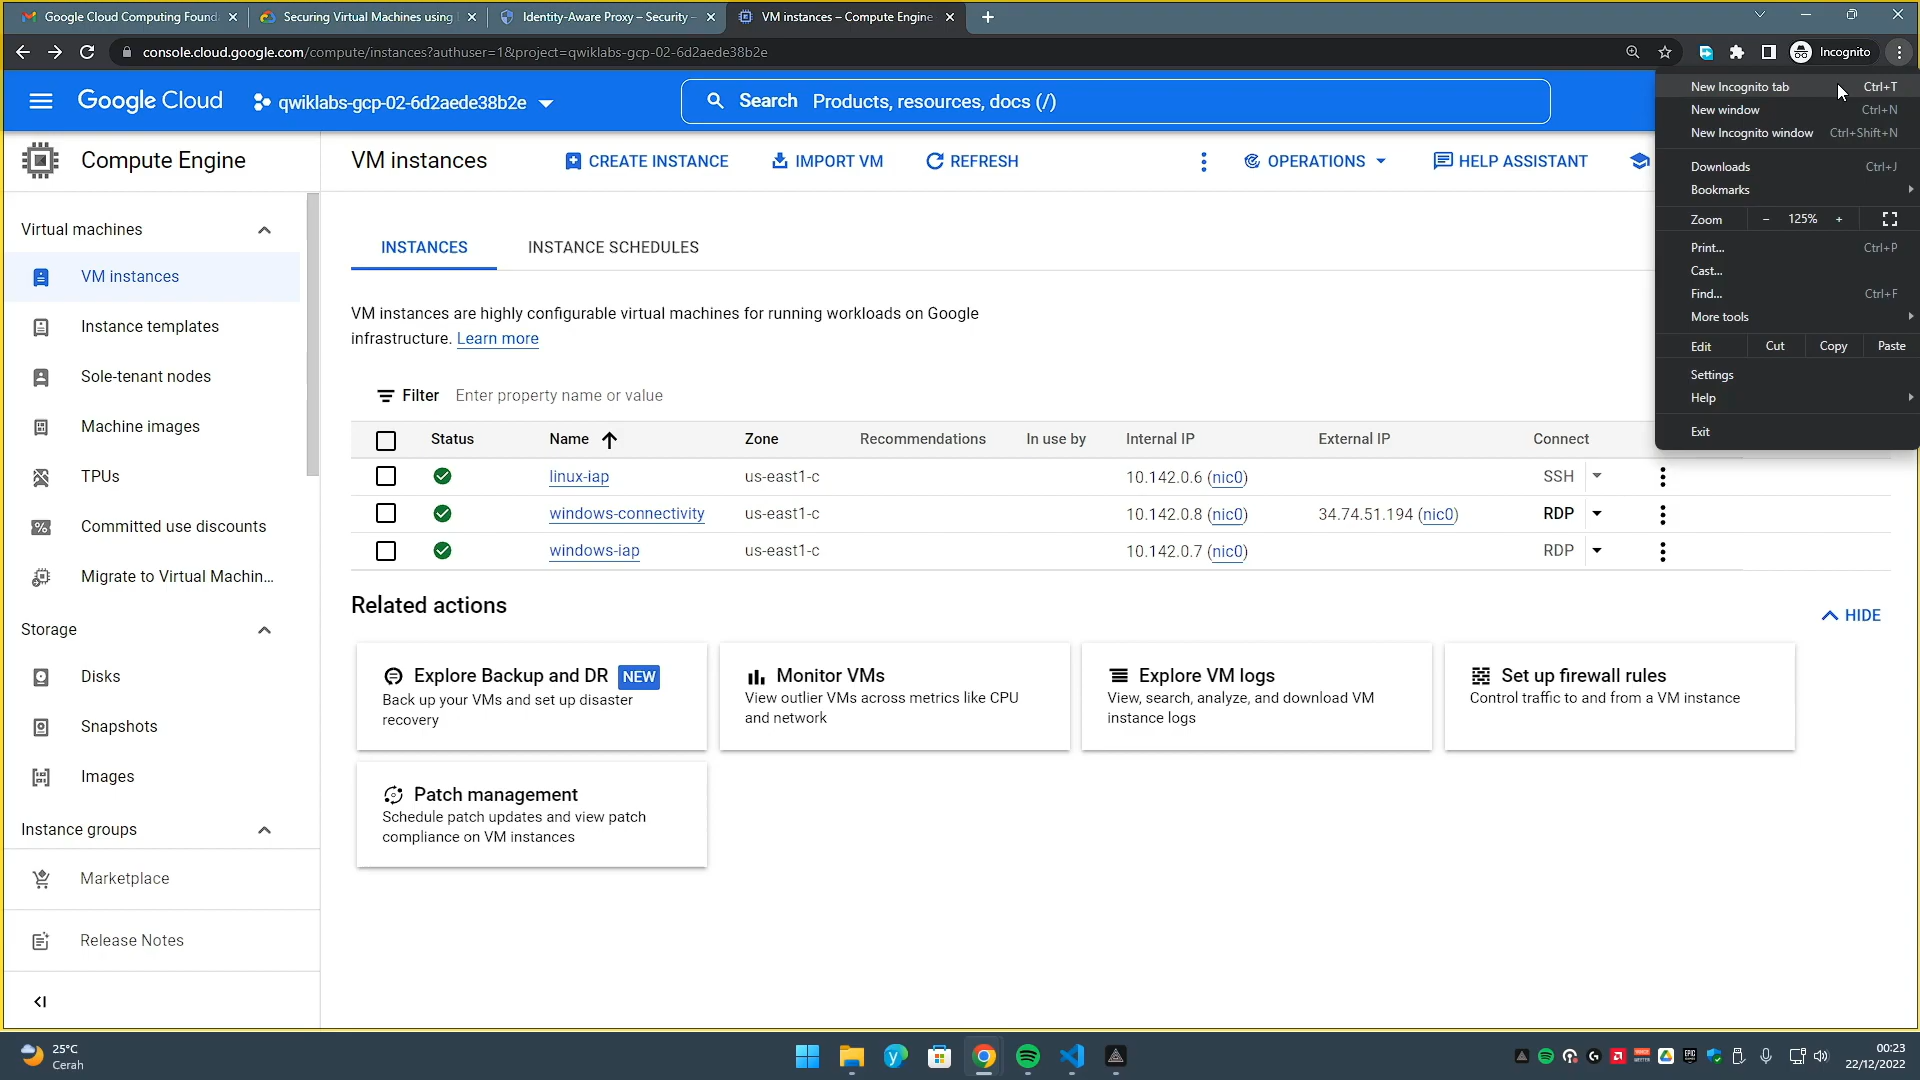 Google Cloud Computing Found
Securing Virtual Machines using
Identity-Aware Proxy – Security –
VM instances – Compute Engine
console.cloud.google.com/compute/instances?authuser=1&project=qwiklabs-gcp-02-6d2aede38b2e
Incognito
Google Cloud
qwiklabs-gcp-02-6d2aede38b2e
Search Products, resources, docs (/)
New Incognito tab Ctrl+T
New window Ctrl+N
New Incognito window Ctrl+Shift+N
Downloads Ctrl+J
Bookmarks
Zoom - 125% +
Print... Ctrl+P
Cast...
Find... Ctrl+F
More tools
Edit Cut Copy Paste
Settings
Help
Exit
Compute Engine
VM instances
CREATE INSTANCE
IMPORT VM
REFRESH
OPERATIONS
HELP ASSISTANT
Virtual machines
VM instances
Instance templates
Sole-tenant nodes
Machine images
TPUs
Committed use discounts
Migrate to Virtual Machin...
Storage
Disks
Snapshots
Images
Instance groups
Marketplace
Release Notes
INSTANCES
INSTANCE SCHEDULES
VM instances are highly configurable virtual machines for running workloads on Google
infrastructure. Learn more
Filter Enter property name or value
Status Name Zone Recommendations In use by Internal IP External IP Connect
linux-iap us-east1-c 10.142.0.6 (nic0) SSH
windows-connectivity us-east1-c 10.142.0.8 (nic0) 34.74.51.194 (nic0) RDP
windows-iap us-east1-c 10.142.0.7 (nic0) RDP
Related actions
HIDE
Explore Backup and DR NEW
Back up your VMs and set up disaster
recovery
Monitor VMs
View outlier VMs across metrics like CPU
and network
Explore VM logs
View, search, analyze, and download VM
instance logs
Set up firewall rules
Control traffic to and from a VM instance
Patch management
Schedule patch updates and view patch
compliance on VM instances
25°C
Cerah
00:23
22/12/2022